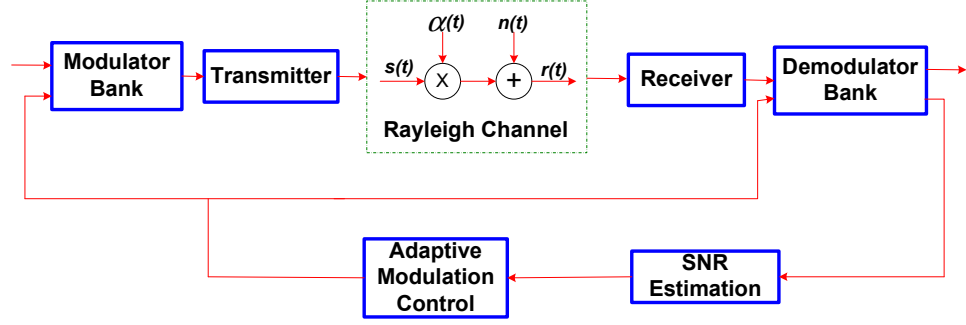 Modulator
Bank
Transmitter
α(t)
n(t)
s(t)
X
+
r(t)
Rayleigh Channel
Receiver
Demodulator
Bank
Adaptive
Modulation
Control
SNR
Estimation